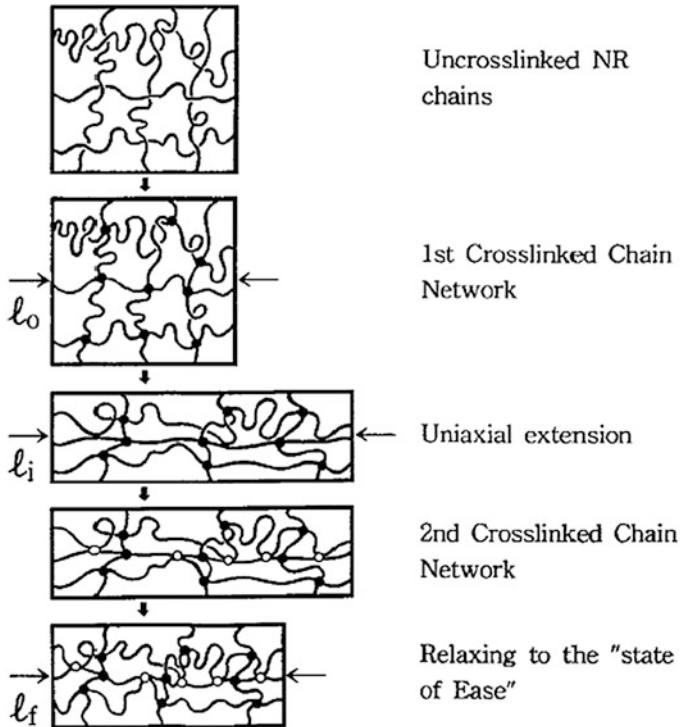 Uncrosslinked NR
chains
1st Crosslinked Chain
Network
ℓo
Uniaxial extension
ℓi
2nd Crosslinked Chain
Network
Relaxing to the "state
of Ease"
ℓf